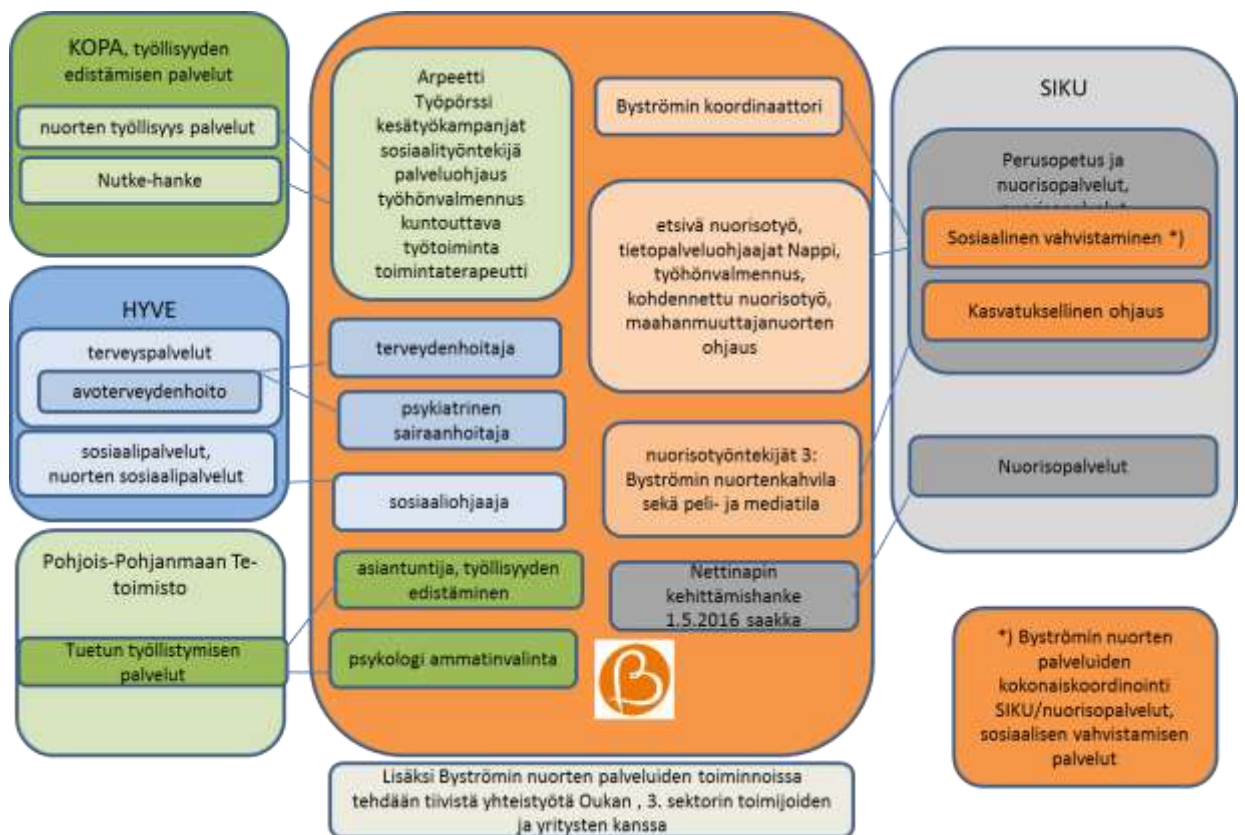 KOPA, työllisyyden
edistämisen palvelut
nuorten työllisyys palvelut
Nutke-hanke
HYVE
terveyspalvelut
avoterveydenhoito
sosiaalipalvelut,
nuorten sosiaalipalvelut
Pohjois-Pohjanmaan Te-
toimisto
Tuetun työllistymisen
palvelut
Arpeetti
Työpörssi
kesätyökampanjat
sosiaalityöntekijä
palveluohjaus
työhönvalmennus
kuntouttava
työtoiminta
toimintaterapeutti
terveydenhoitaja
psykiatrinen
sairaanhoitaja
sosiaaliohjaaja
asiantuntija, työllisyyden
edistäminen
psykologi ammatinvalinta
Byströmin koordinaattori
etsivä nuorisotyö,
tietopalveluohjaajat Nappi,
työhönvalmennus,
kohdennettu nuorisotyö,
maahanmuuttajanuorten
ohjaus
nuorisotyöntekijät 3:
Byströmin nuortenkahvila
sekä peli- ja mediatila
Nettinapin
kehittämishanke
1.5.2016 saakka
SIKU
Perusopetus ja
nuorisopalvelut,
Sosiaalinen vahvistaminen *)
Kasvatuksellinen ohjaus
Nuorisopalvelut
*) Byströmin nuorten
palveluiden
kokonaiskoordinointi
SIKU/nuorisopalvelut,
sosiaalisen vahvistamisen
palvelut
Lisäksi Byströmin nuorten palveluiden toiminnoissa
tehdään tiivistä yhteistyötä Oukan , 3. sektorin toimijoiden
ja yritysten kanssa